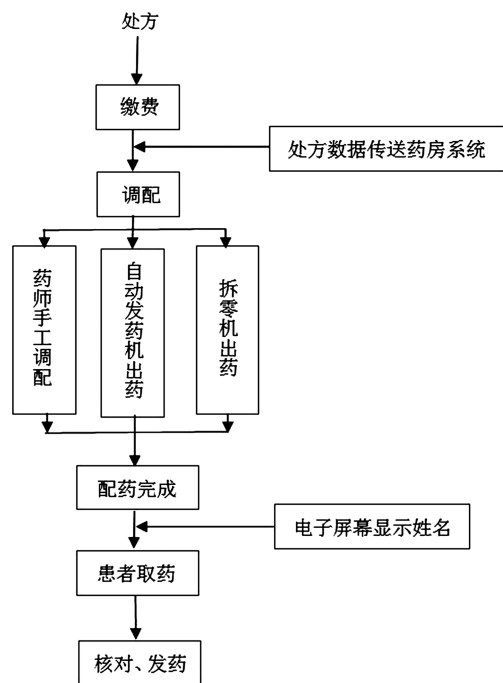 处方
缴费
处方数据传送药房系统
调配
药师手工调配
自动发药机出药
拆零机出药
配药完成
电子屏幕显示姓名
患者取药
核对、发药